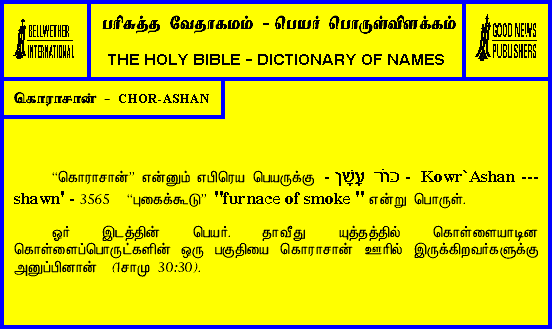 BELLWETHER
INTERNATIONAL
பரிசுத்த வேதாகமம் - பெயர் பொருள்விளக்கம்
THE HOLY BIBLE - DICTIONARY OF NAMES
GOOD NEWS
PUBLISHERS
கொராசான் - CHOR-ASHAN
“கொராசான்” என்னும் எபிரெய பெயருக்கு - כּוֹר עָשָׁן - Kowr`Ashan ---
shawn' - 3565 “புகைக்கூடு” "furnace of smoke " என்று பொருள்.
ஓர் இடத்தின் பெயர். தாவீது யுத்தத்தில் கொள்ளையாடின
கொள்ளைப்பொருட்களின் ஒரு பகுதியை கொராசான் ஊரில் இருக்கிறவர்களுக்கு
அனுப்பினான் (1சாமு 30:30).